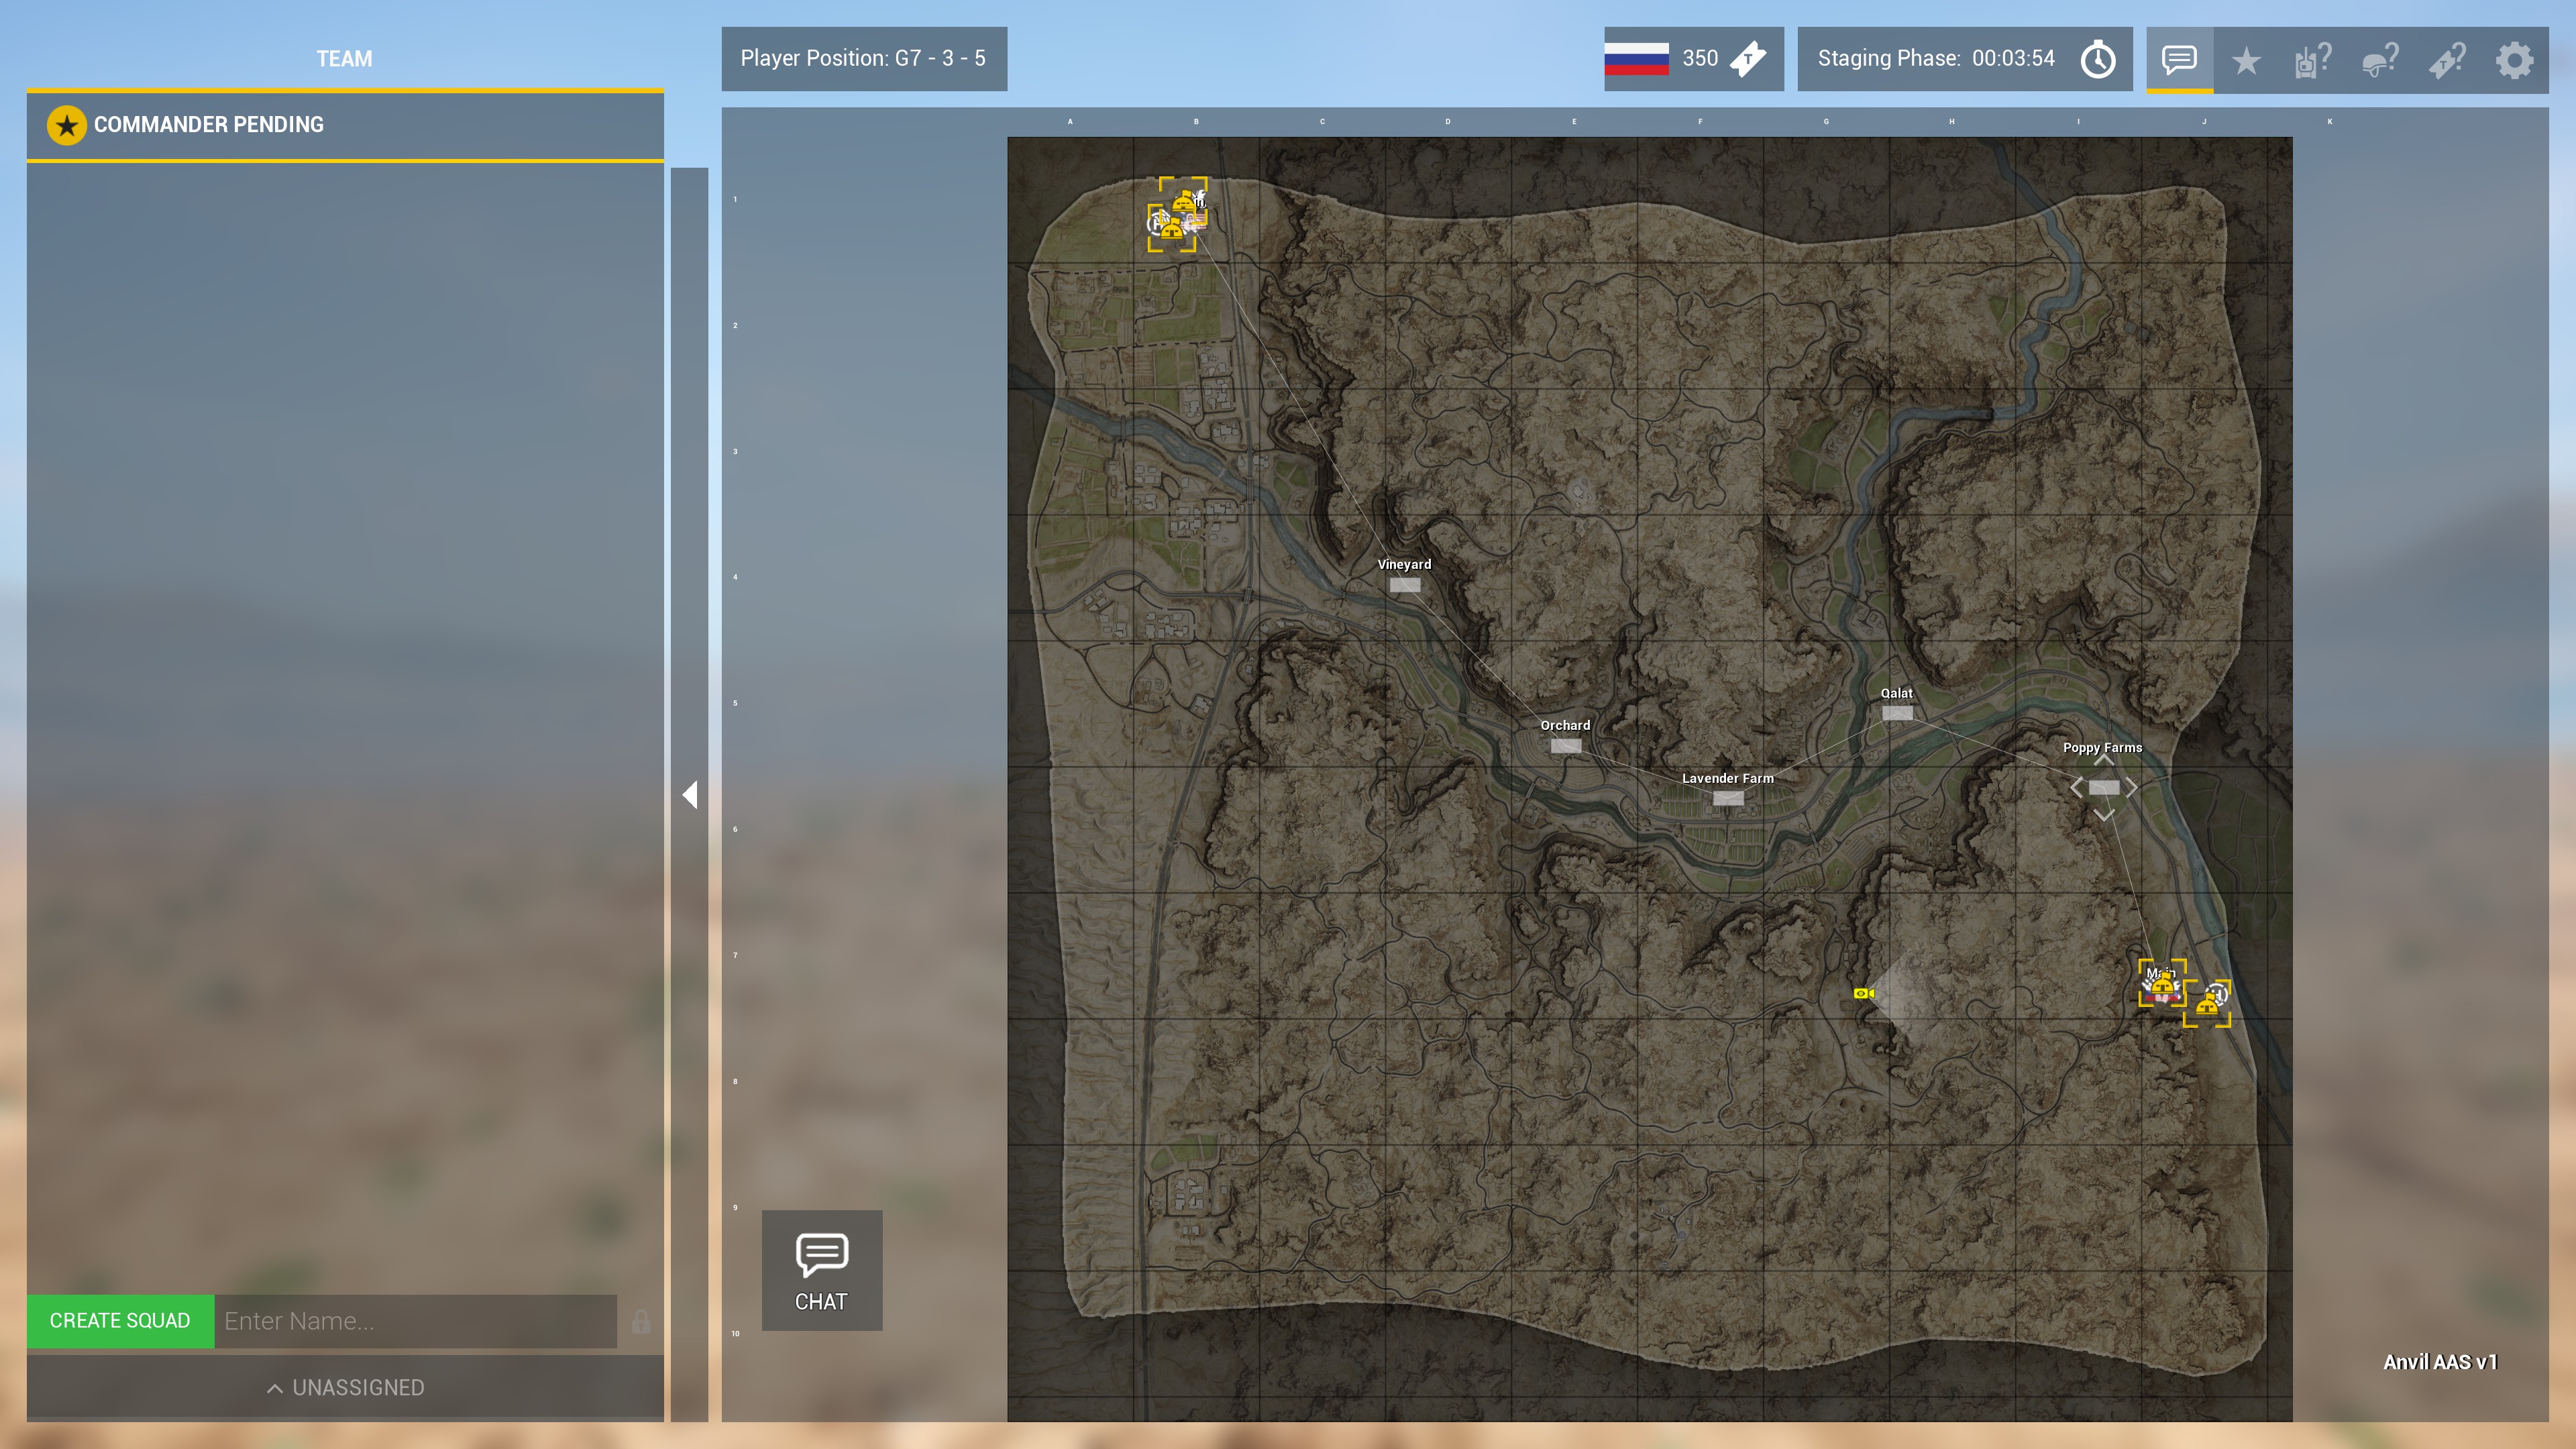 TEAM
Player Position: G7 - 3 - 5
350
T
Staging Phase: 00:03:54
COMMANDER PENDING
A B C D E F G H I J K
1
2
3
4
5
6
7
8
9
10
Vineyard
Orchard
Lavender Farm
Qalat
Poppy Farms
CHAT
CREATE SQUAD
Enter Name...
UNASSIGNED
Anvil AAS v1